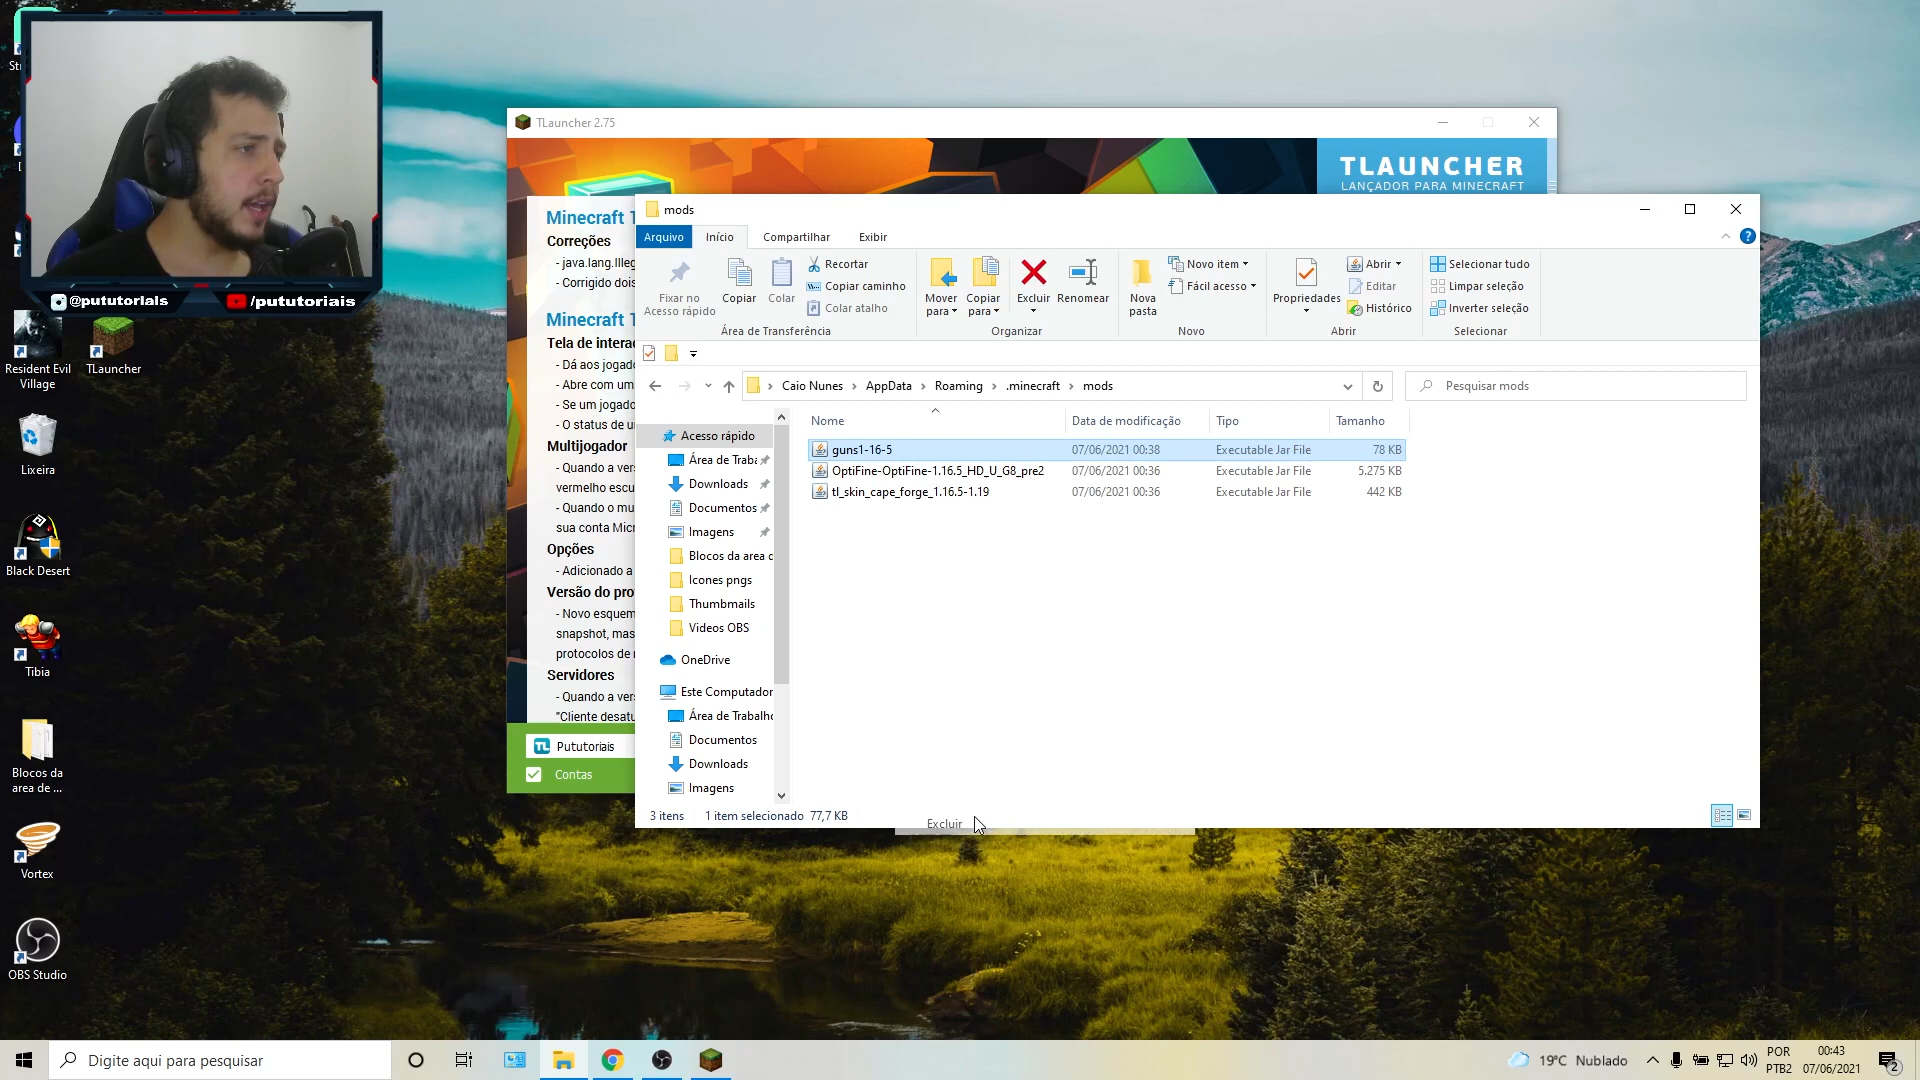 St
@pututorIaIs
/pututoriais
Resident Evil
Village
TLauncher
Lixeira
Black Desert
Tibia
Blocos da
area de ...
Vortex
OBS Studio
TLauncher 2.75
TLAUNCHER
LANÇADOR PARA MINECRAFT
Minecraft 1
Correções
- java.lang.Illeg
- Corrigido dois
Minecraft 1
Tela de intera
- Dá aos jogado
- Abre com um
- Se um jogado
- O status de u
Multijogador
- Quando a ver
vermelho escu
- Quando o mu
sua conta Micr
Opções
- Adicionado a
Versão do pro
- Novo esquem
snapshot, mas
protocolos de
Servidores
- Quando a ver
"Cliente desatu
Pututoriais
Contas
mods
Arquivo Início Compartilhar Exibir
Fixar no
Acesso rápido
Copiar
Colar
Recortar
Copiar caminho
Colar atalho
Área de Transferência
Mover
para
Copiar
para
Excluir
Renomear
Organizar
Nova
pasta
Novo item
Fácil acesso
Novo
Propriedades
Abrir
Editar
Histórico
Abrir
Selecionar tudo
Limpar seleção
Inverter seleção
Selecionar
Caio Nunes › AppData › Roaming › .minecraft › mods
Pesquisar mods
Nome Data de modificação Tipo Tamanho
guns1-16-5 07/06/2021 00:38 Executable Jar File 78 KB
OptiFine-OptiFine-1.16.5_HD_U_G8_pre2 07/06/2021 00:36 Executable Jar File 5.275 KB
tl_skin_cape_forge_1.16.5-1.19 07/06/2021 00:36 Executable Jar File 442 KB
Acesso rápido
Área de Traba
Downloads
Documentos
Imagens
Blocos da area d
Icones pngs
Thumbmails
Videos OBS
OneDrive
Este Computador
Área de Trabalho
Documentos
Downloads
Imagens
3 itens 1 item selecionado 77,7 KB
Excluir
Digite aqui para pesquisar
19°C Nublado
POR
PTB2
00:43
07/06/2021
2